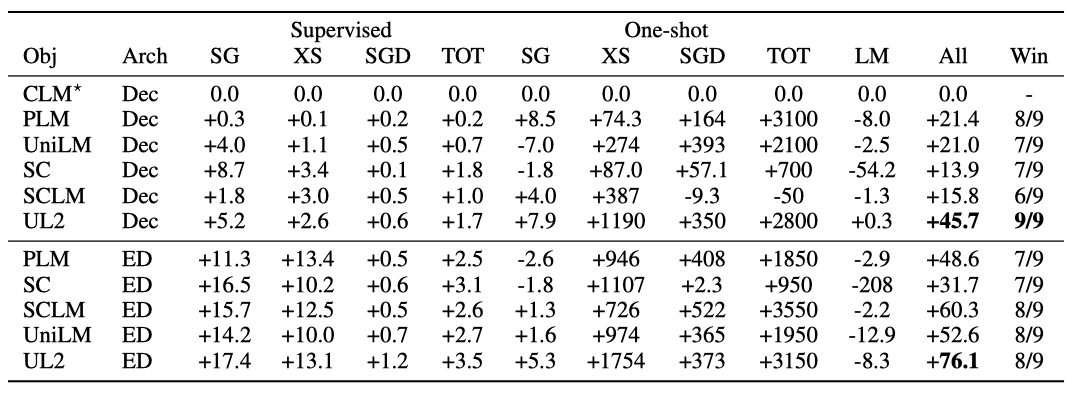 Supervised One-shot
Obj Arch SG XS SGD TOT SG XS SGD TOT LM All Win
CLM* Dec 0.0 0.0 0.0 0.0 0.0 0.0 0.0 0.0 0.0 0.0 -
PLM Dec +0.3 +0.1 +0.2 +0.2 +8.5 +74.3 +164 +3100 -8.0 +21.4 8/9
UniLM Dec +4.0 +1.1 +0.5 +0.7 -7.0 +274 +393 +2100 -2.5 +21.0 7/9
SC Dec +8.7 +3.4 +0.1 +1.8 -1.8 +87.0 +57.1 +700 -54.2 +13.9 7/9
SCLM Dec +1.8 +3.0 +0.5 +1.0 +4.0 +387 -9.3 -50 -1.3 +15.8 6/9
UL2 Dec +5.2 +2.6 +0.6 +1.7 +7.9 +1190 +350 +2800 +0.3 +45.7 9/9
PLM ED +11.3 +13.4 +0.5 +2.5 -2.6 +946 +408 +1850 -2.9 +48.6 7/9
SC ED +16.5 +10.2 +0.6 +3.1 -1.8 +1107 +2.3 +950 -208 +31.7 7/9
SCLM ED +15.7 +12.5 +0.5 +2.6 +1.3 +726 +522 +3550 -2.2 +60.3 8/9
UniLM ED +14.2 +10.0 +0.7 +2.7 +1.6 +974 +365 +1950 -12.9 +52.6 8/9
UL2 ED +17.4 +13.1 +1.2 +3.5 +5.3 +1754 +373 +3150 -8.3 +76.1 8/9